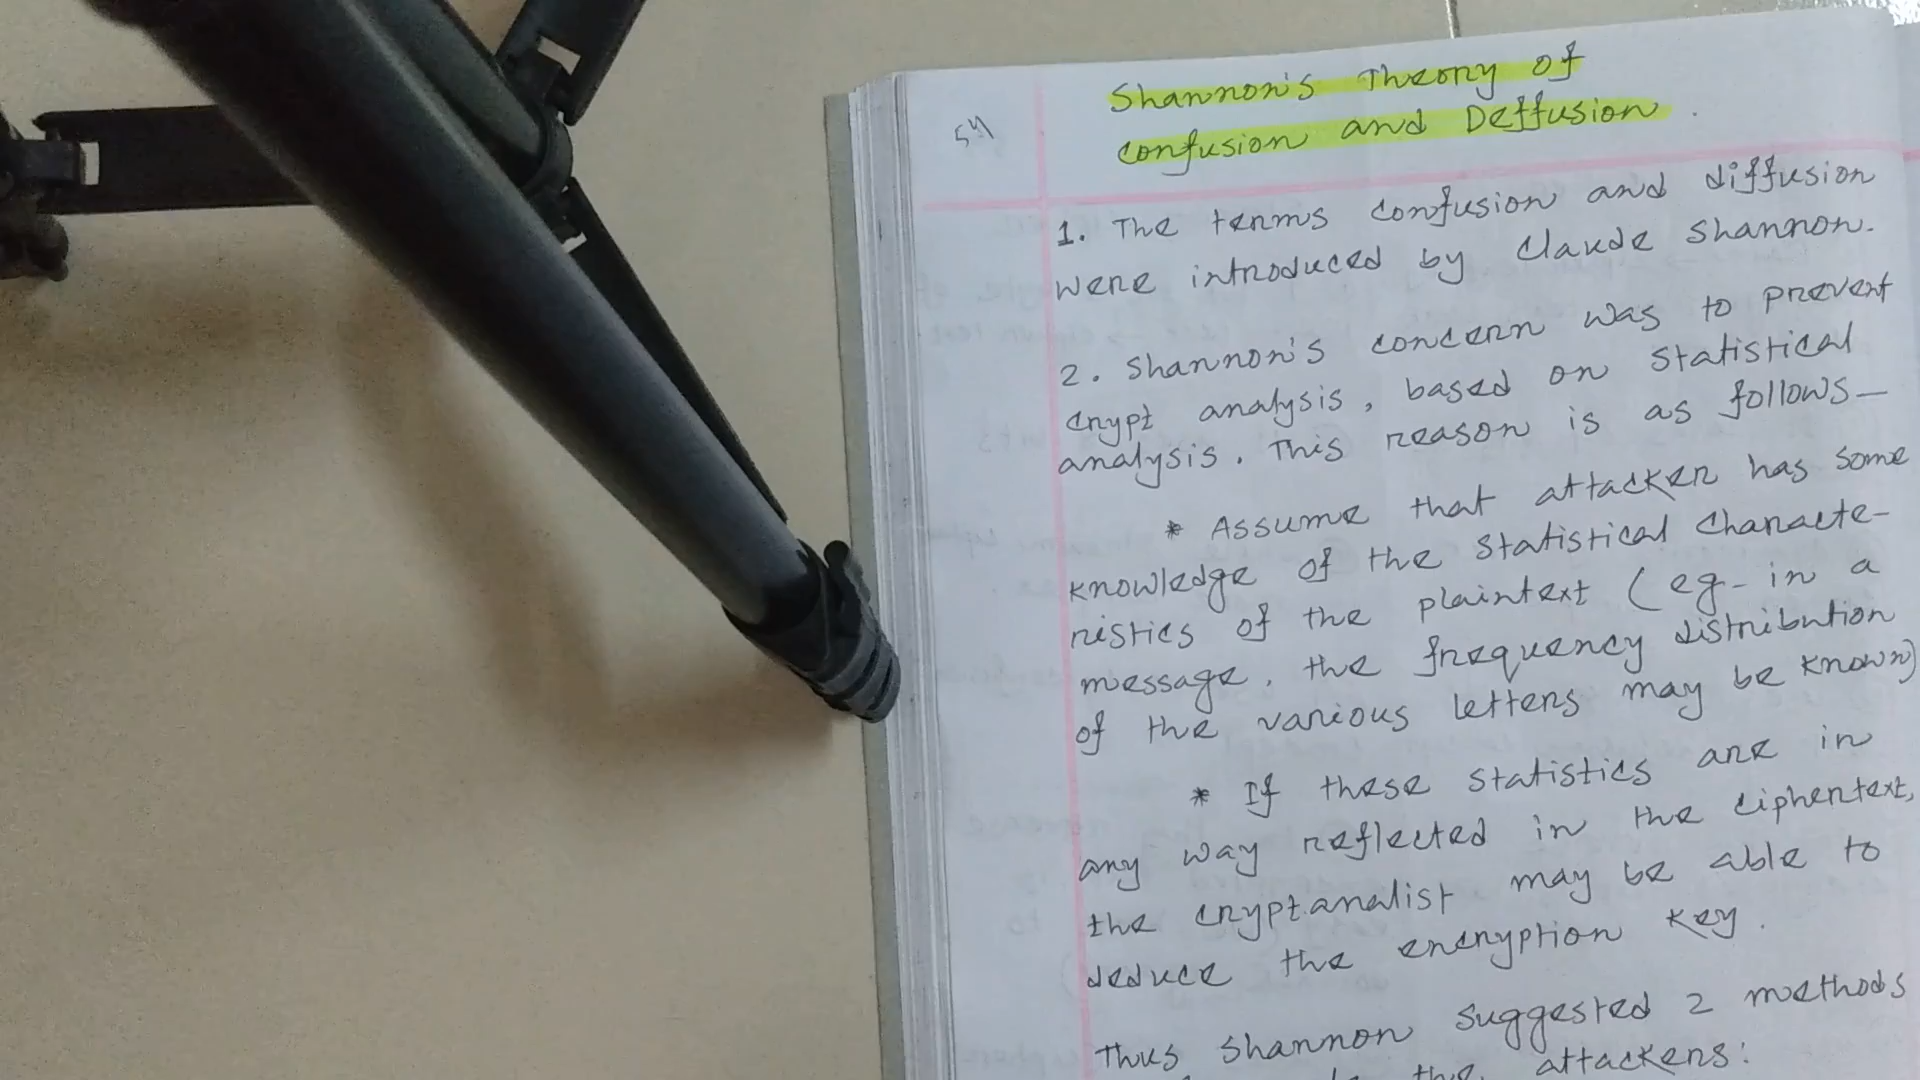 54
Shannon's Theory of
confusion and Deffusion.
1. The terms confusion and diffusion
were introduced by Claude Shannon.
2. Shannon's concern was to prevent
crypt analysis, based on statistical
analysis. This reason is as follows—
* Assume that attacker has some
knowledge of the statistical characte-
ristics of the plaintext (eg- in a
message, the frequency distribution
of the various letters may be known)
* If these statistics are in
any way reflected in the ciphertext,
the cryptanalist may be able to
deduce the encryption key.
Thus Shannon suggested 2 methods
the attackers: